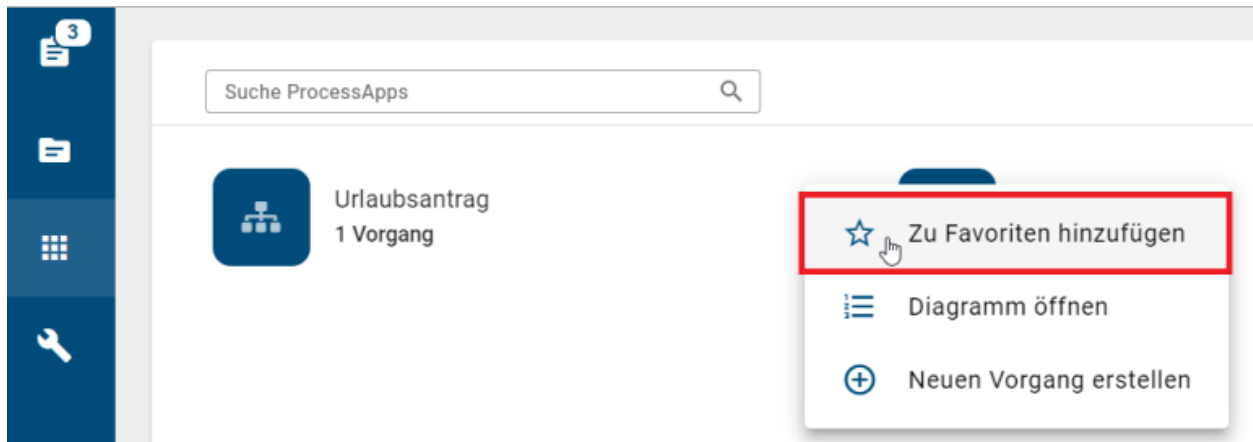 3
Suche ProcessApps
Urlaubsantrag
1 Vorgang
Zu Favoriten hinzufügen
Diagramm öffnen
Neuen Vorgang erstellen